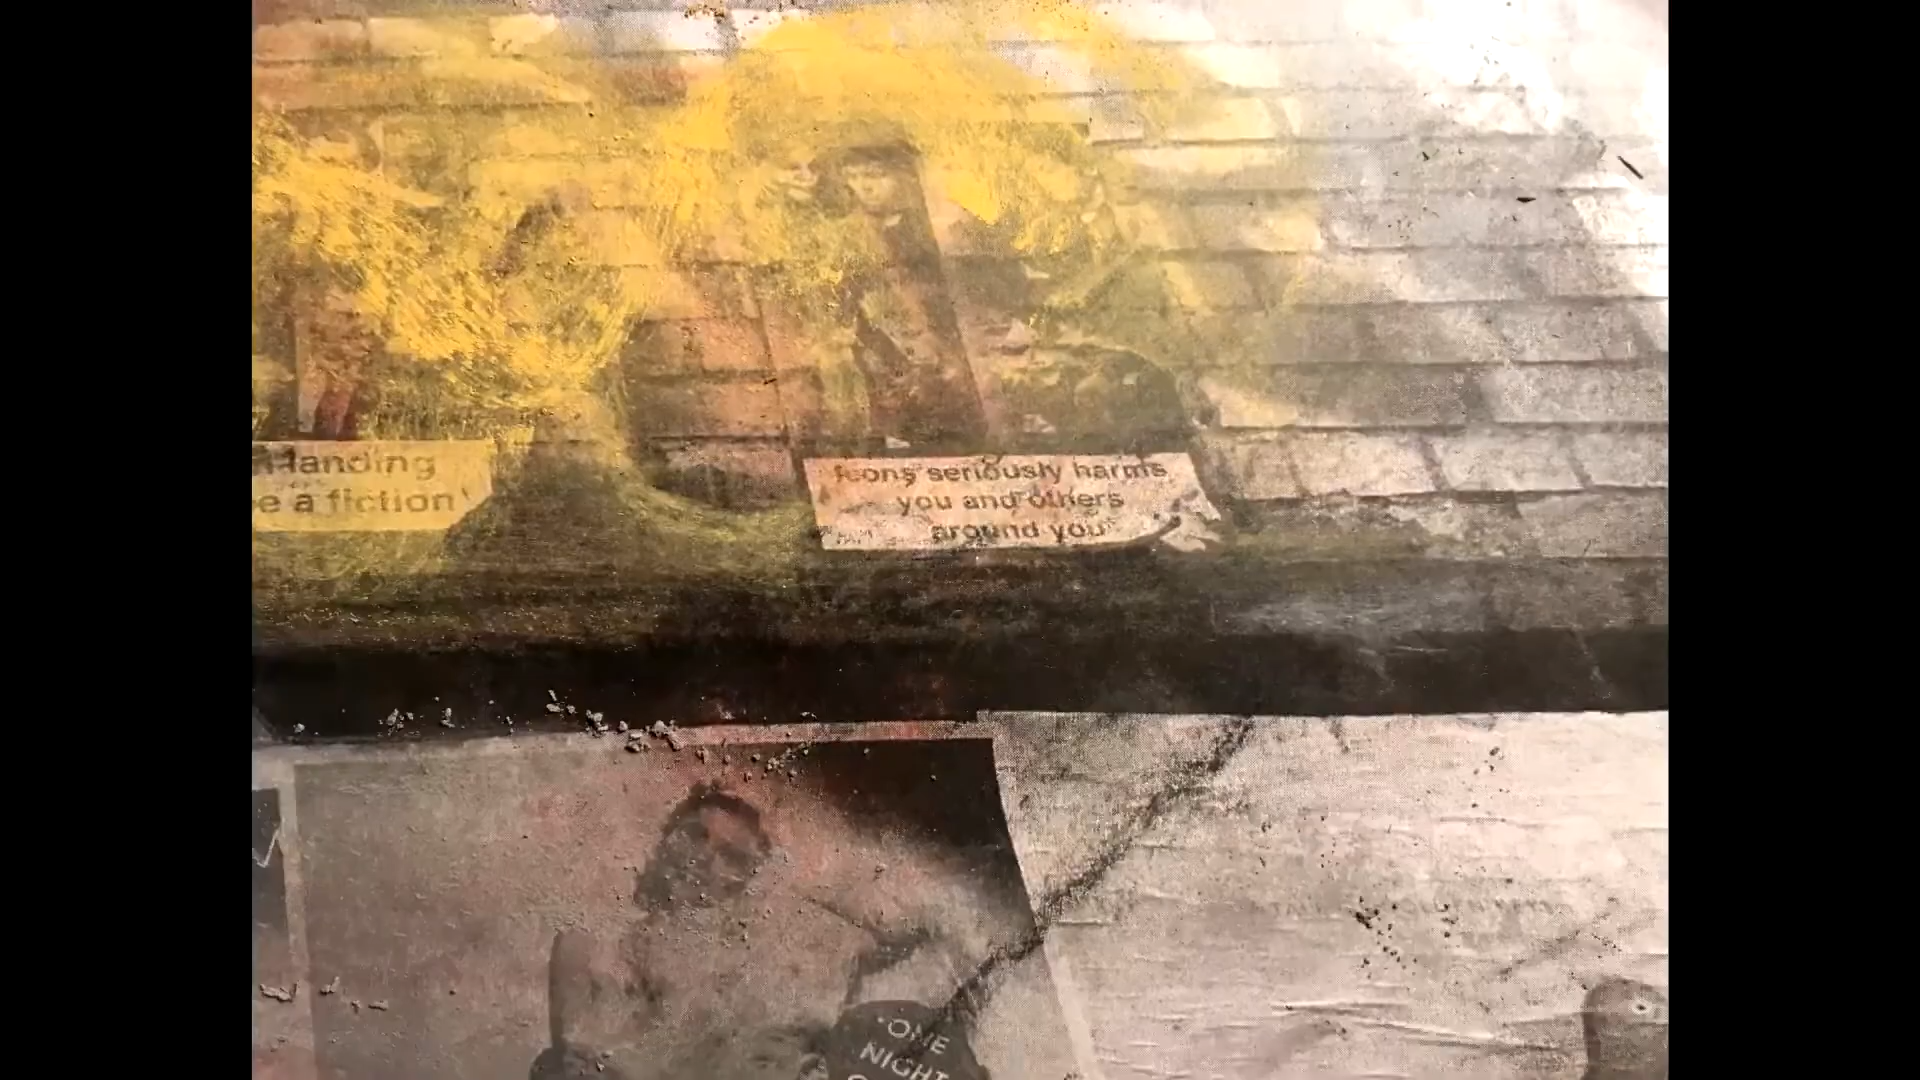 landing
e a fiction
Icons seriously harms
you and others
around you
ONE
NIGHT